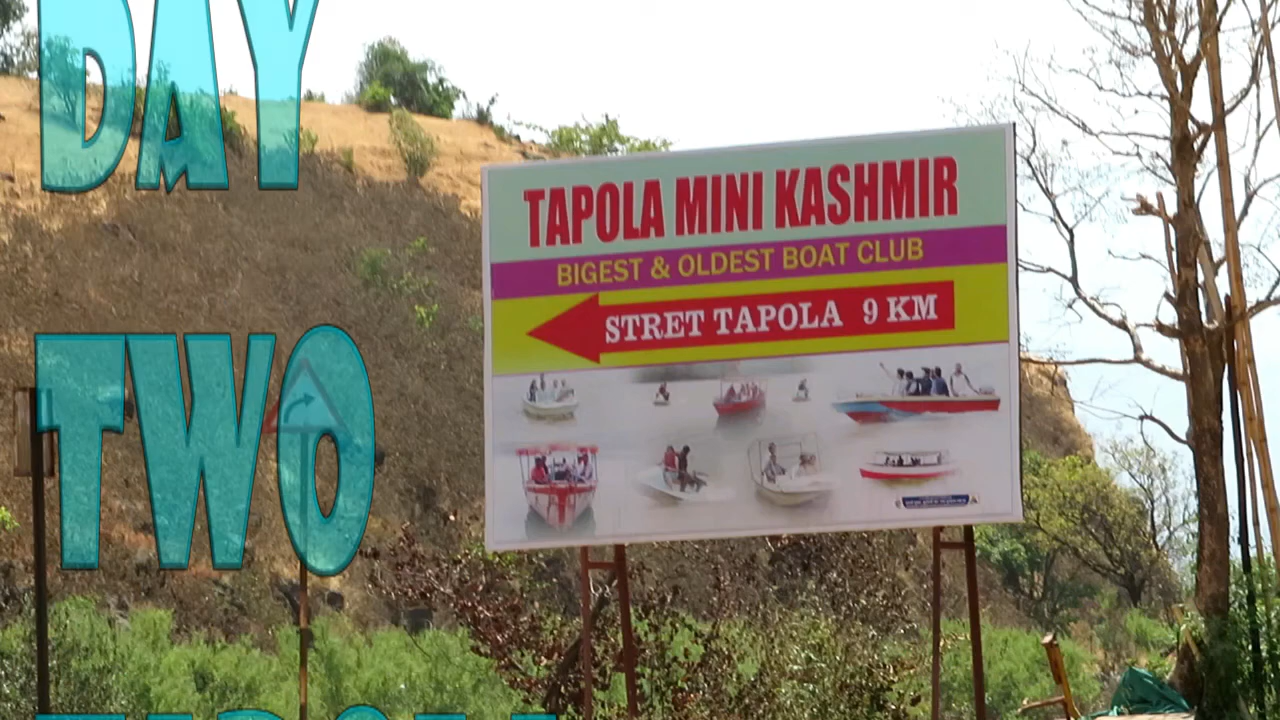 DAY
TWO
TAPOLA MINI KASHMIR
BIGEST & OLDEST BOAT CLUB
STRET TAPOLA 9 KM